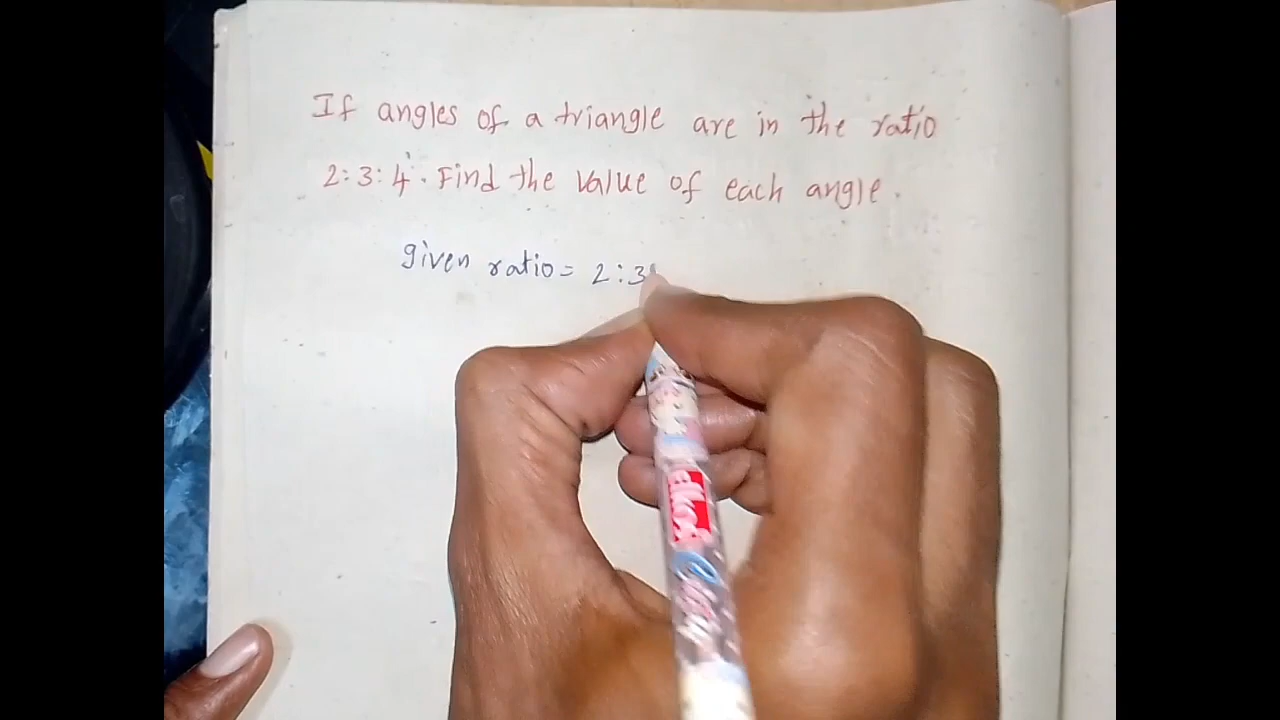 If angles of a triangle are in the ratio
2:3:4. Find the value of each angle.
given ratio = 2:3
elkos